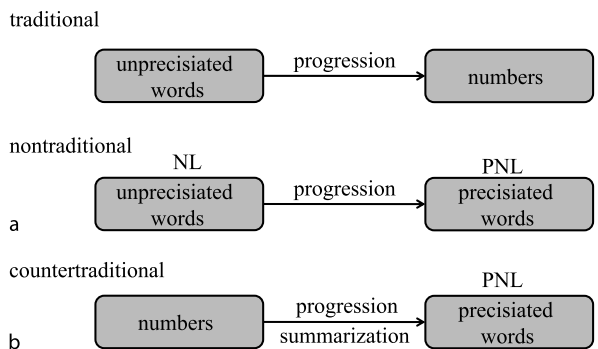 traditional
unprecisiated
words
progression
numbers
nontraditional
NL
PNL
unprecisiated
words
progression
precisiated
words
a
countertraditional
PNL
numbers
progression
summarization
precisiated
words
b